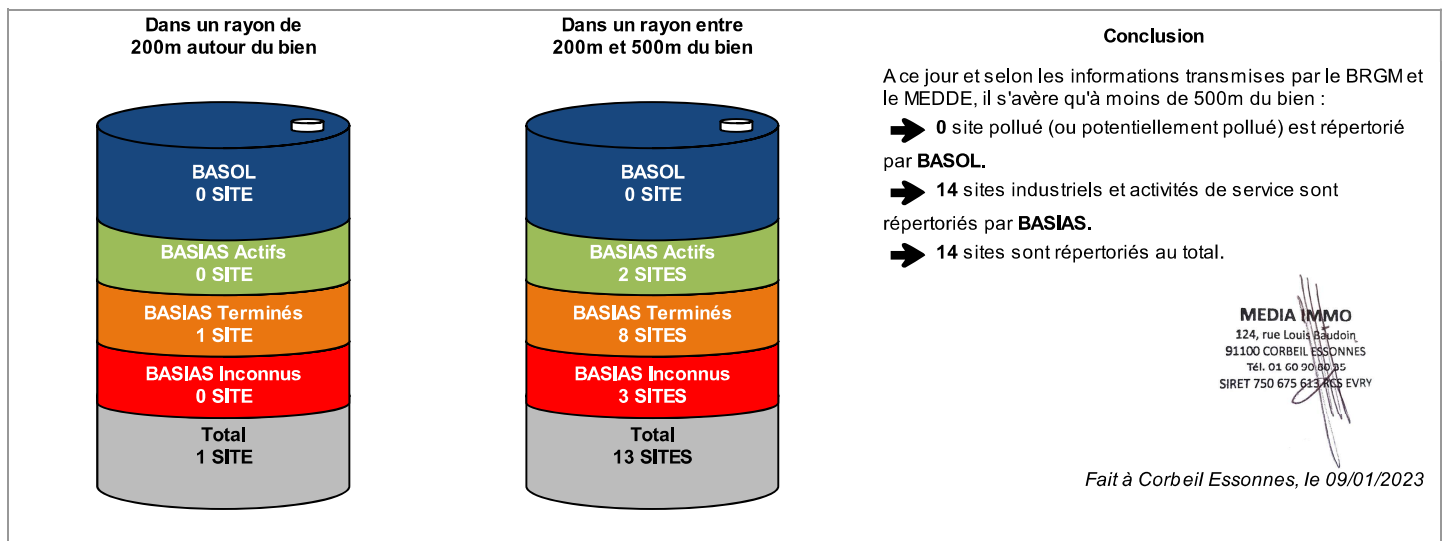 Dans un rayon de
200m autour du bien
BASOL
0 SITE
BASIAS Actifs
0 SITE
BASIAS Terminés
1 SITE
BASIAS Inconnus
0 SITE
Total
1 SITE
Dans un rayon entre
200m et 500m du bien
BASOL
0 SITE
BASIAS Actifs
2 SITES
BASIAS Terminés
8 SITES
BASIAS Inconnus
3 SITES
Total
13 SITES
Conclusion
A ce jour et selon les informations transmises par le BRGM et
le MEDDE, il s'avère qu'à moins de 500m du bien :
0 site pollué (ou potentiellement pollué) est répertorié
par BASOL.
14 sites industriels et activités de service sont
répertoriés par BASIAS.
14 sites sont répertoriés au total.
MEDIA IMMO
124, rue Louis Baudoin
91100 CORBEIL ESSONNES
Tél. 01 60 90 80 85
SIRET 750 675 613 RCS EVRY
Fait à Corbeil Essonnes, le 09/01/2023